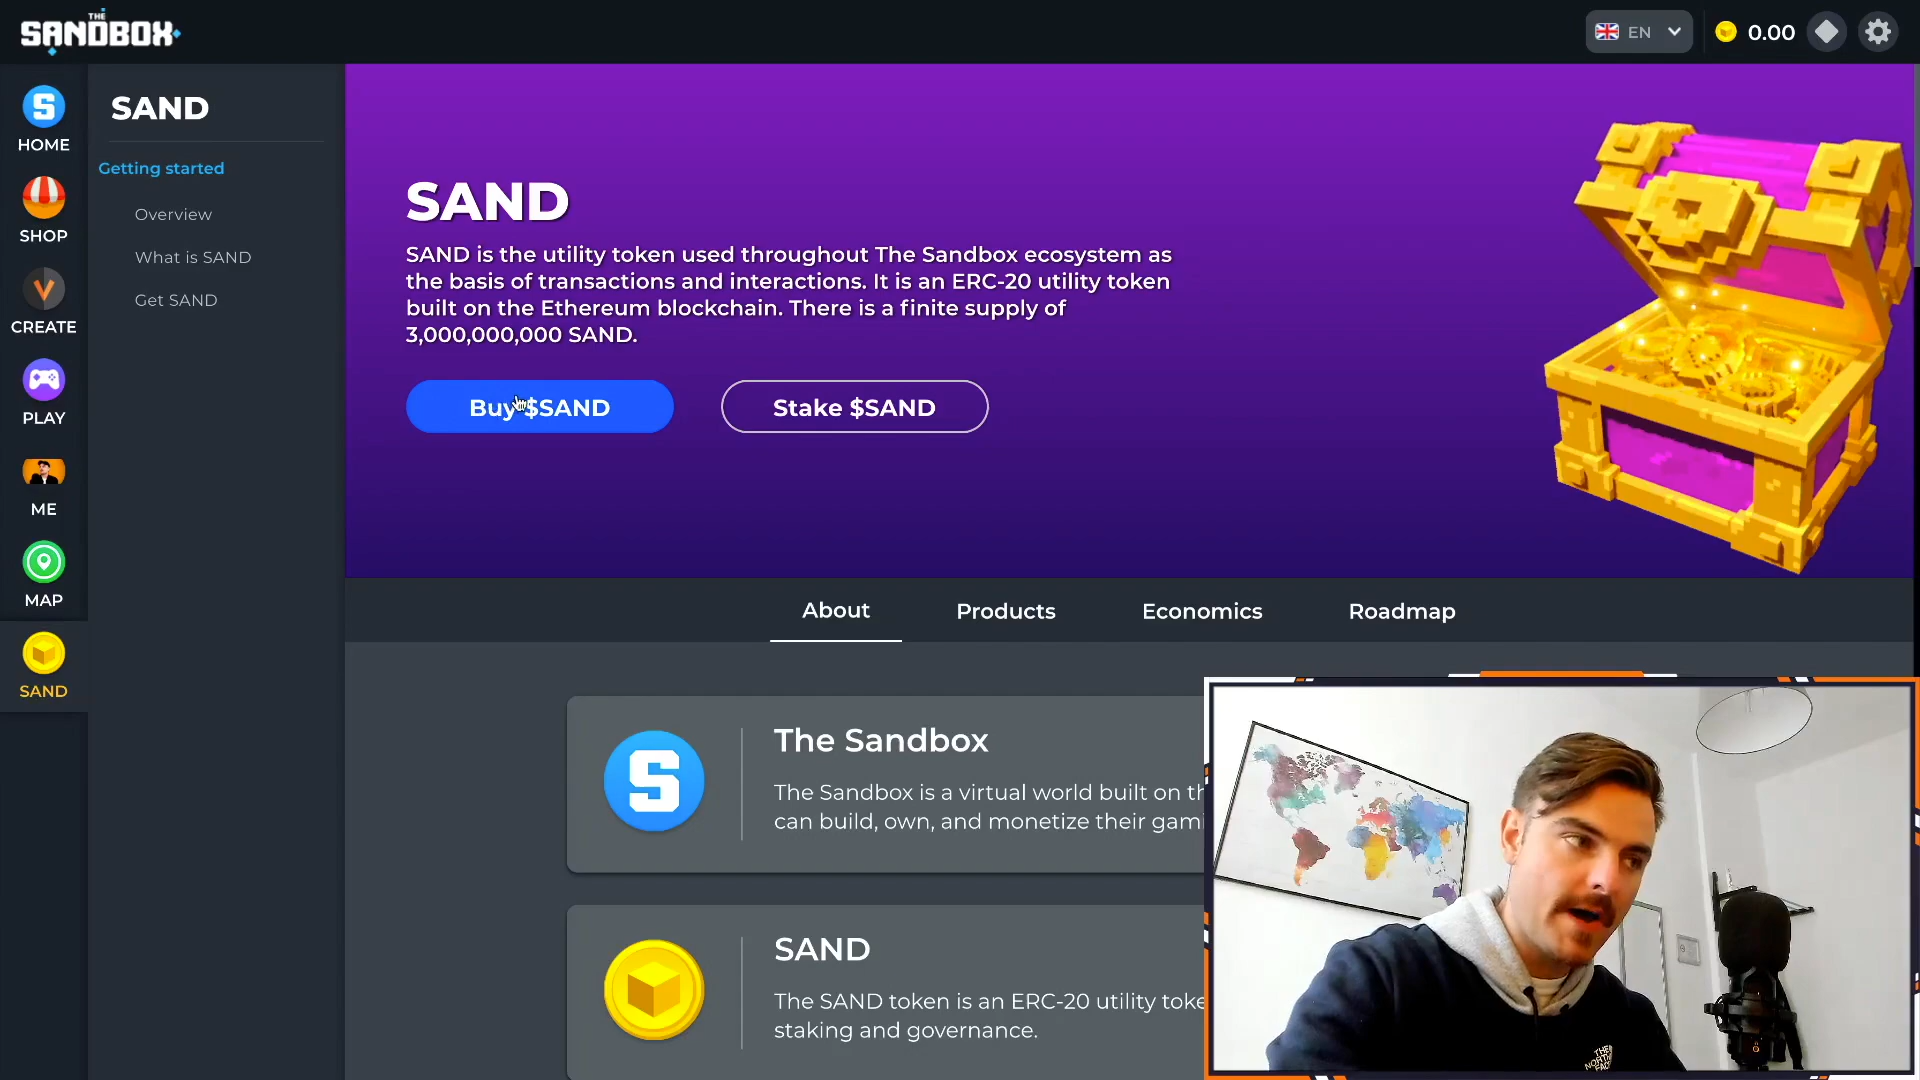 THE
SANDBOX
EN
0.00
HOME
SHOP
CREATE
PLAY
ME
MAP
SAND
SAND
Getting started
Overview
What is SAND
Get SAND
SAND
SAND is the utility token used throughout The Sandbox ecosystem as
the basis of transactions and interactions. It is an ERC-20 utility token
built on the Ethereum blockchain. There is a finite supply of
3,000,000,000 SAND.
Buy $SAND
Stake $SAND
About
Products
Economics
Roadmap
The Sandbox
The Sandbox is a virtual world built on
can build, own, and monetize their
SAND
The SAND token is an ERC-20 utility
staking and governance.
THE
NORTH
FACE